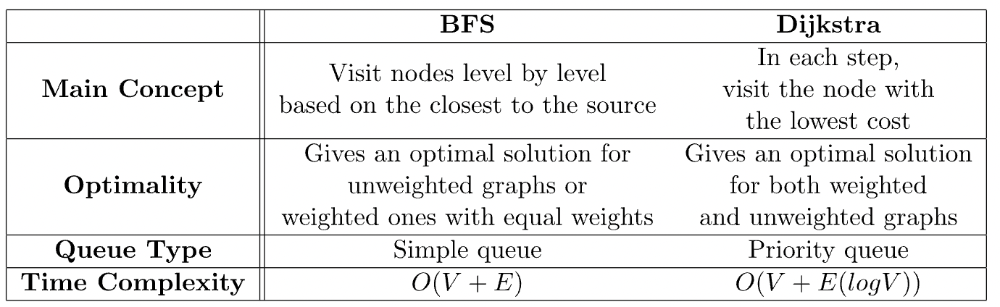 BFS
Dijkstra
Main Concept
Visit nodes level by level
based on the closest to the source
In each step,
visit the node with
the lowest cost
Optimality
Gives an optimal solution for
unweighted graphs or
weighted ones with equal weights
Gives an optimal solution
for both weighted
and unweighted graphs
Queue Type
Simple queue
Priority queue
Time Complexity
O(V + E)
O(V + E(logV))